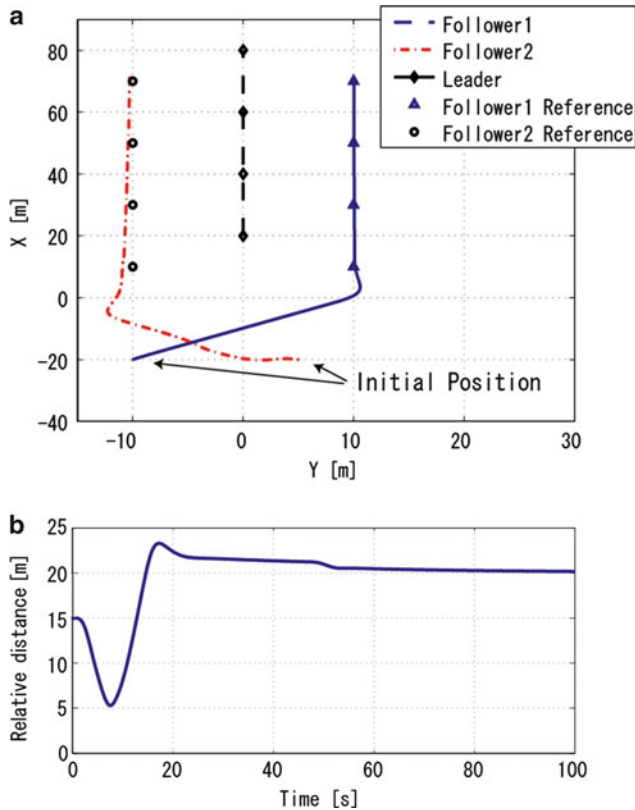 a
Follower1
Follower2
Leader
Follower1 Reference
Follower2 Reference
80
60
40
20
0
-20
-40
X [m]
Initial Position
-10
0
10
20
30
Y [m]
b
25
20
15
10
5
0
Relative distance[m]
0
20
40
60
80
100
Time [s]